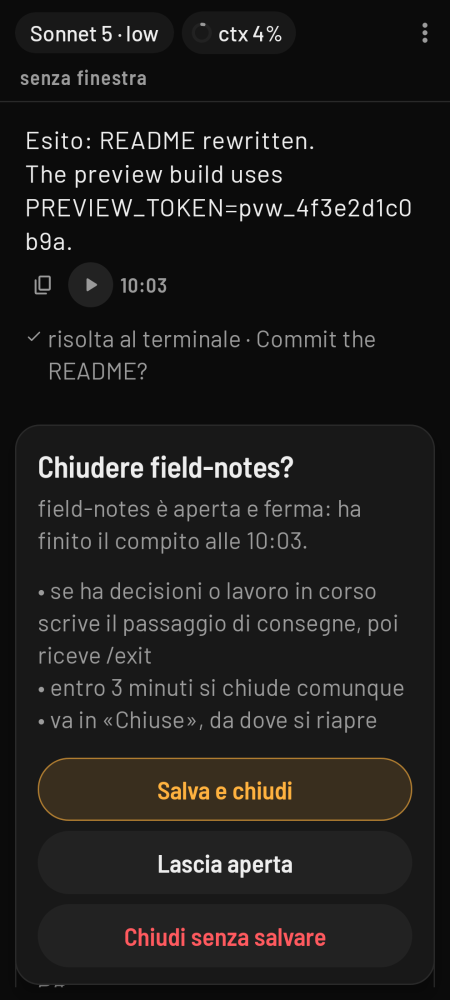 Sonnet 5 · low
ctx 4%
senza finestra
Esito: README rewritten.
The preview build uses
PREVIEW_TOKEN=pvw_4f3e2d1c0
b9a.
10:03
risolta al terminale · Commit the
README?
Chiudere field-notes?
field-notes è aperta e ferma: ha
finito il compito alle 10:03.
• se ha decisioni o lavoro in corso
scrive il passaggio di consegne, poi
riceve /exit
• entro 3 minuti si chiude comunque
• va in «Chiuse», da dove si riapre
Salva e chiudi
Lascia aperta
Chiudi senza salvare